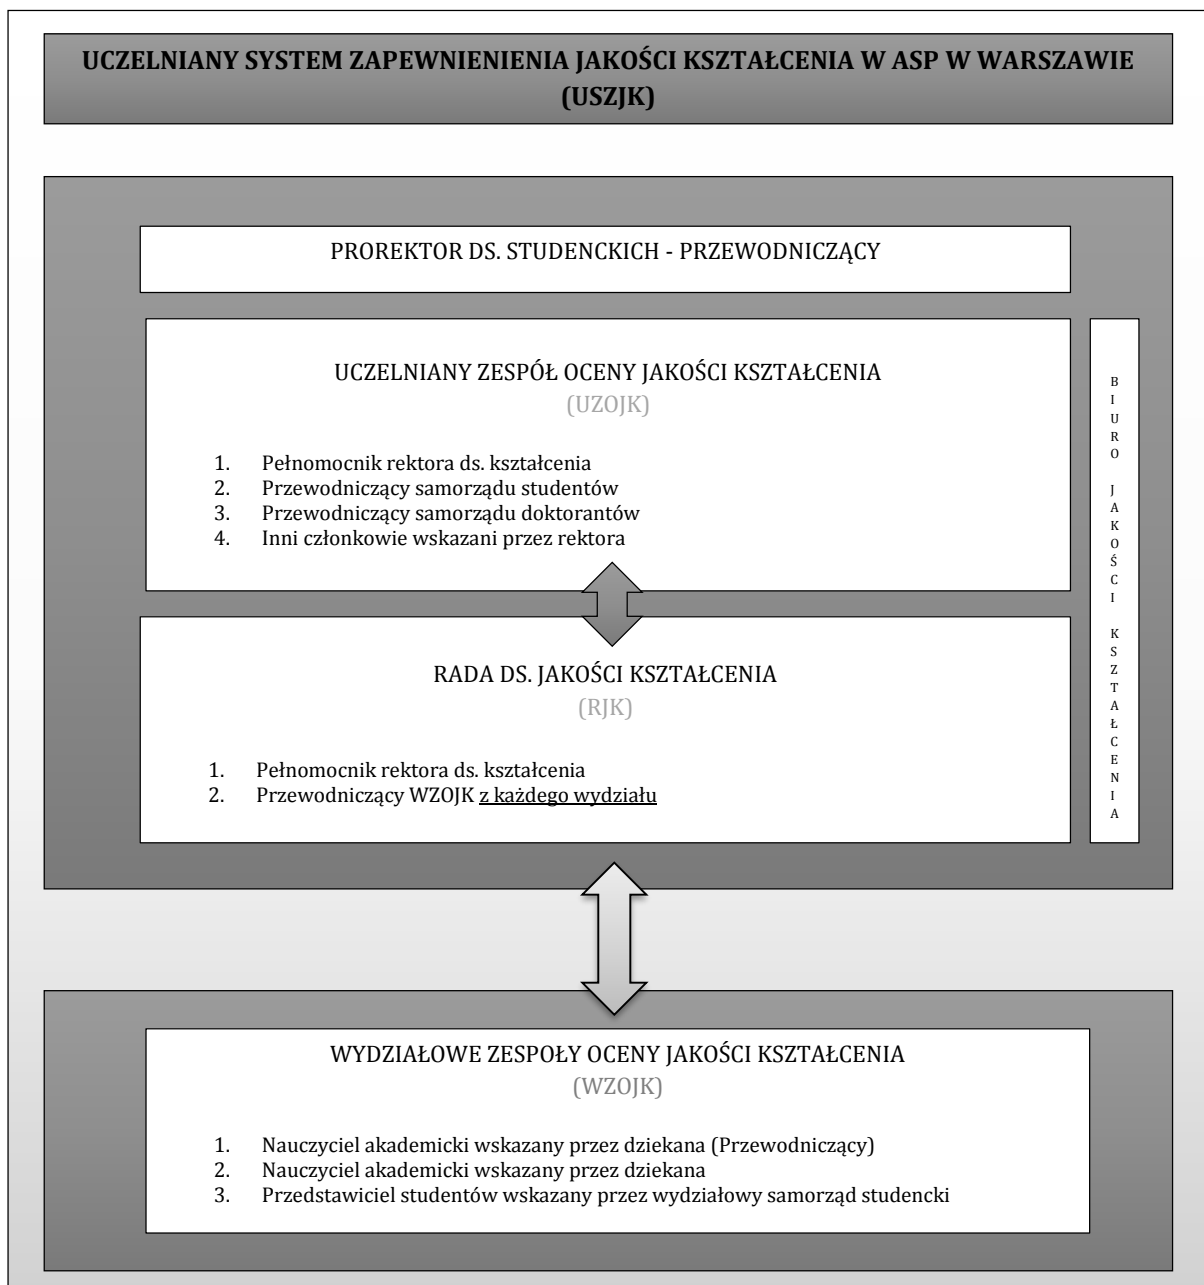 UCZELNIANY SYSTEM ZAPEWNIENIENIA JAKOŚCI KSZTAŁCENIA W ASP W WARSZAWIE
(USZJK)
PROREKTOR DS. STUDENCKICH - PRZEWODNICZĄCY
UCZELNIANY ZESPÓŁ OCENY JAKOŚCI KSZTAŁCENIA
(UZOJK)
1. Pełnomocnik rektora ds. kształcenia
2. Przewodniczący samorządu studentów
3. Przewodniczący samorządu doktorantów
4. Inni członkowie wskazani przez rektora
RADA DS. JAKOŚCI KSZTAŁCENIA
(RJK)
1. Pełnomocnik rektora ds. kształcenia
2. Przewodniczący WZOJK z każdego wydziału
BIURO JAKOŚCI KSZTAŁCENIA
WYDZIAŁOWE ZESPOŁY OCENY JAKOŚCI KSZTAŁCENIA
(WZOJK)
1. Nauczyciel akademicki wskazany przez dziekana (Przewodniczący)
2. Nauczyciel akademicki wskazany przez dziekana
3. Przedstawiciel studentów wskazany przez wydziałowy samorząd studencki